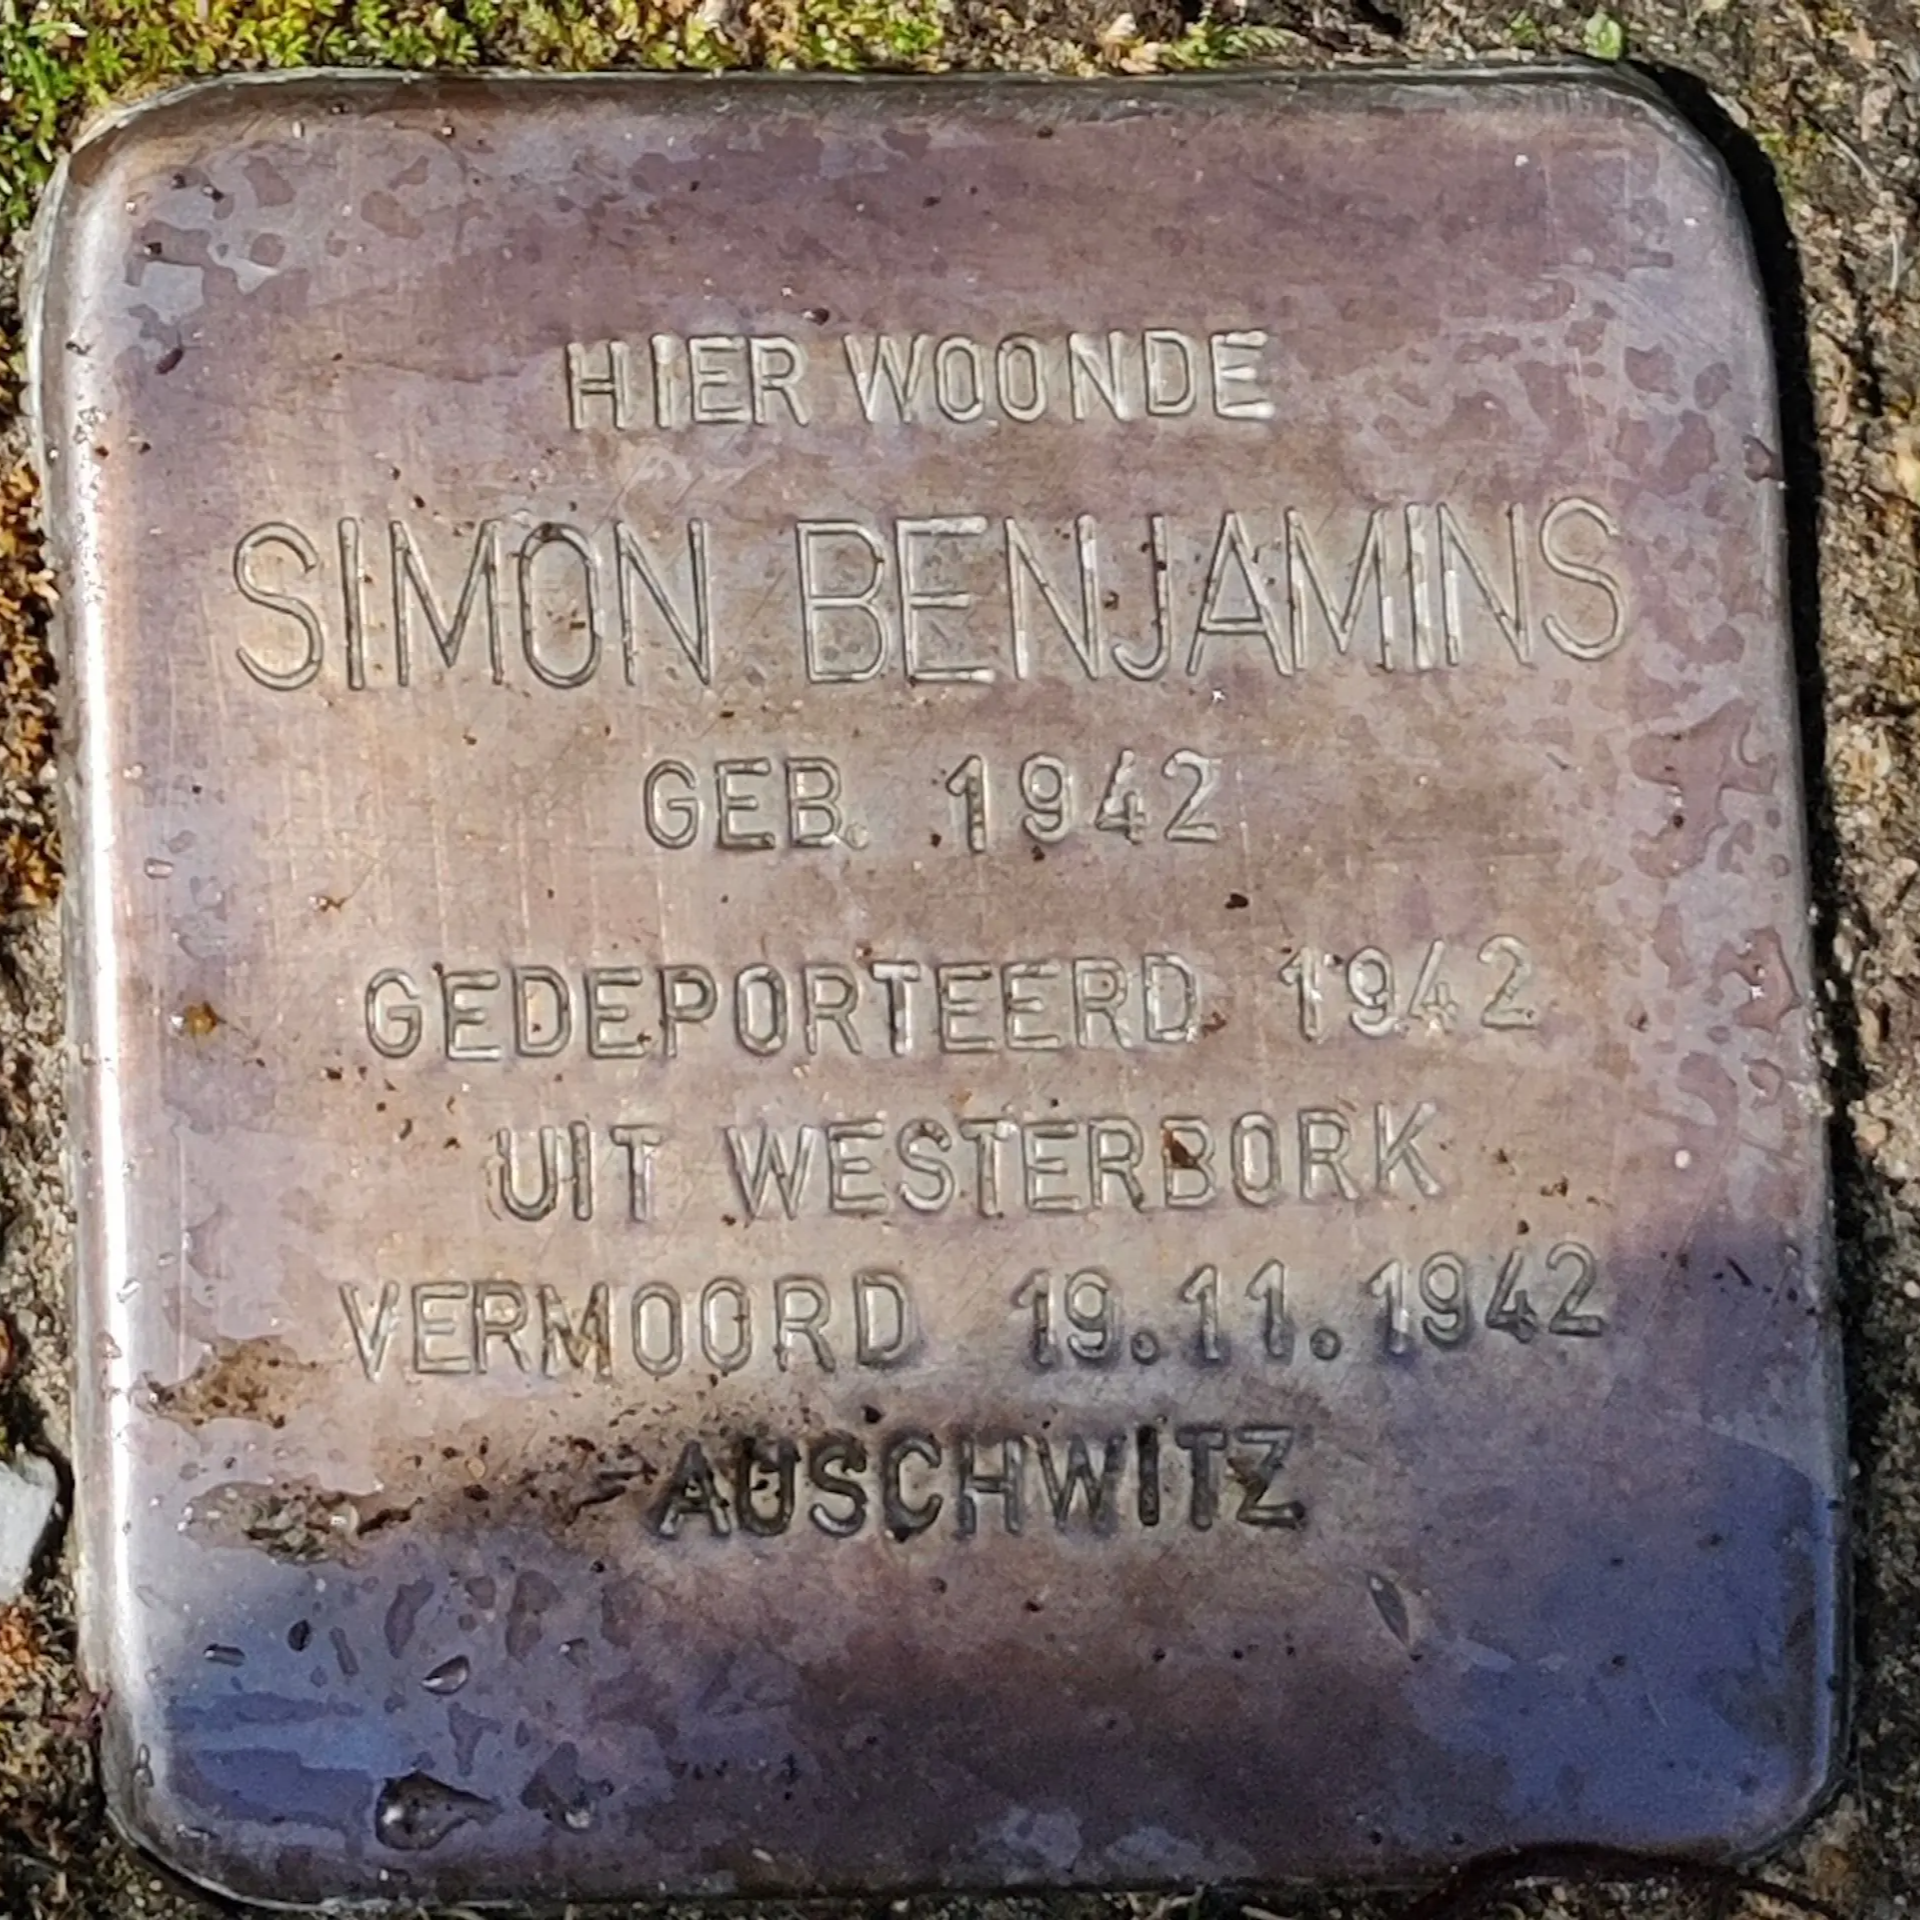 HIER WOONDE
SIMON BENJAMINS
GEB. 1942
GEDEPORTEERD 1942
UIT WESTERBORK
VERMOORD 19.11.1942
AUSCHWITZ